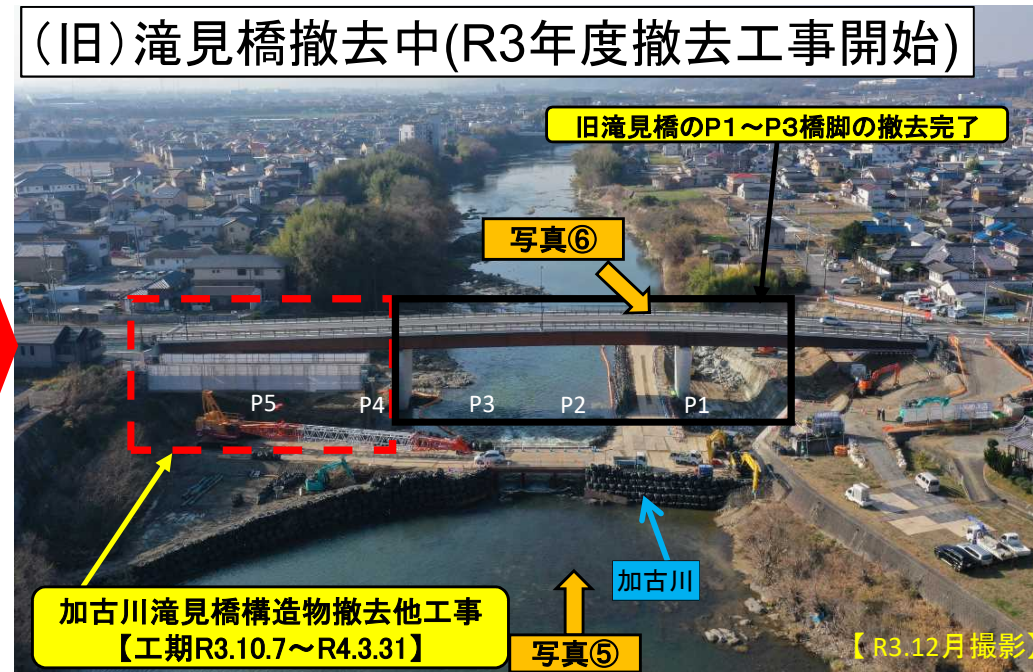 (旧)滝見橋撤去中(R3年度撤去工事開始)
旧滝見橋のP1~P3橋脚の撤去完了
写真⑥
P5
P4
P3
P2
P1
加古川
加古川滝見橋構造物撤去他工事
【工期R3.10.7~R4.3.31】
写真⑤
【 R3.12月撮影】